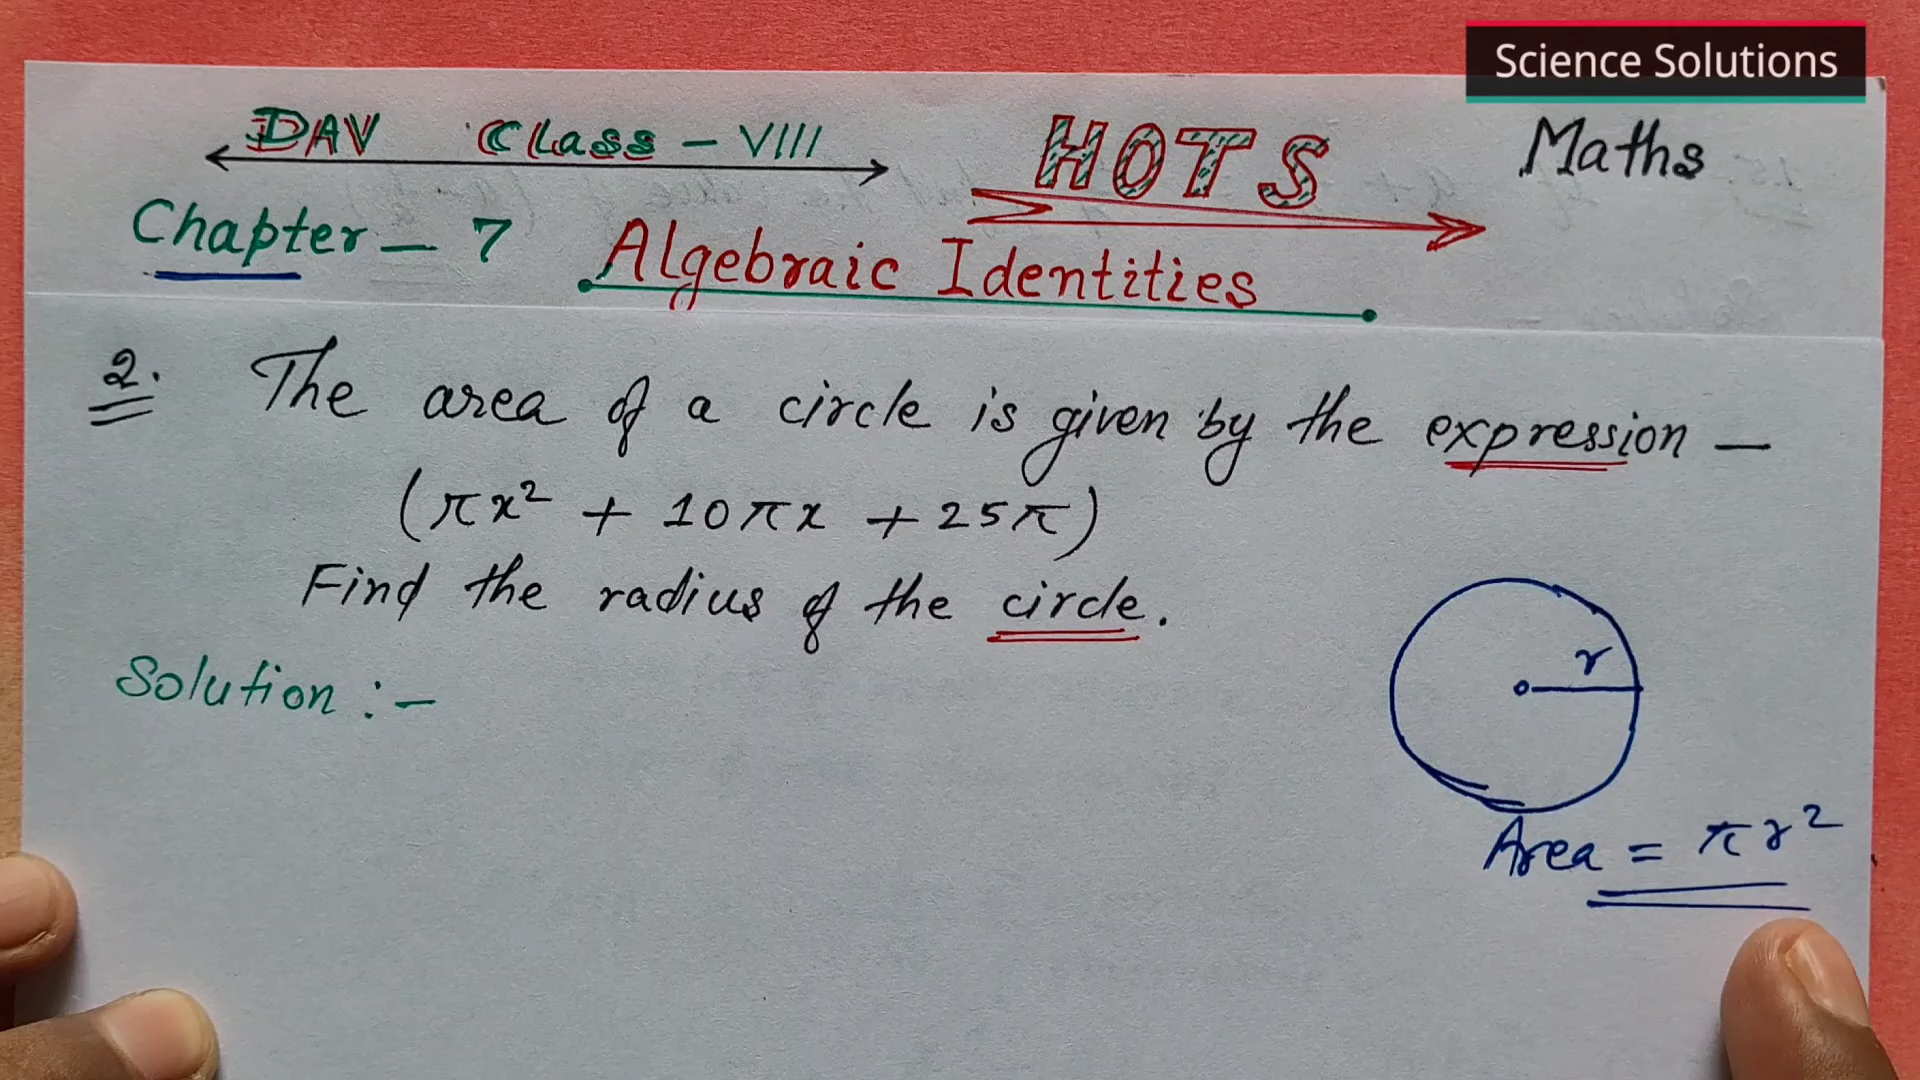 Science Solutions
DAV Class - VIII HOTS Maths
Chapter - 7 Algebraic Identities
2. The area of a circle is given by the expression -
(πx² + 10πx + 25π)
Find the radius of the circle.
Solution :-
r
Area = πr²